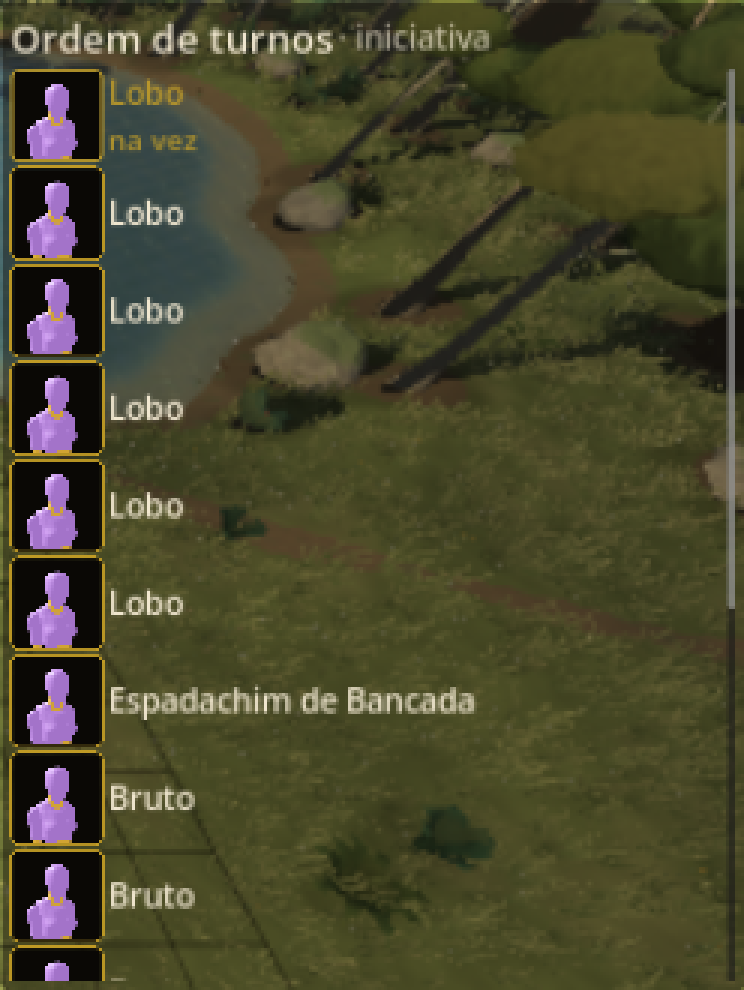 Ordem de turnos · iniciativa
Lobo
na vez
Lobo
Lobo
Lobo
Lobo
Lobo
Espadachim de Bancada
Bruto
Bruto